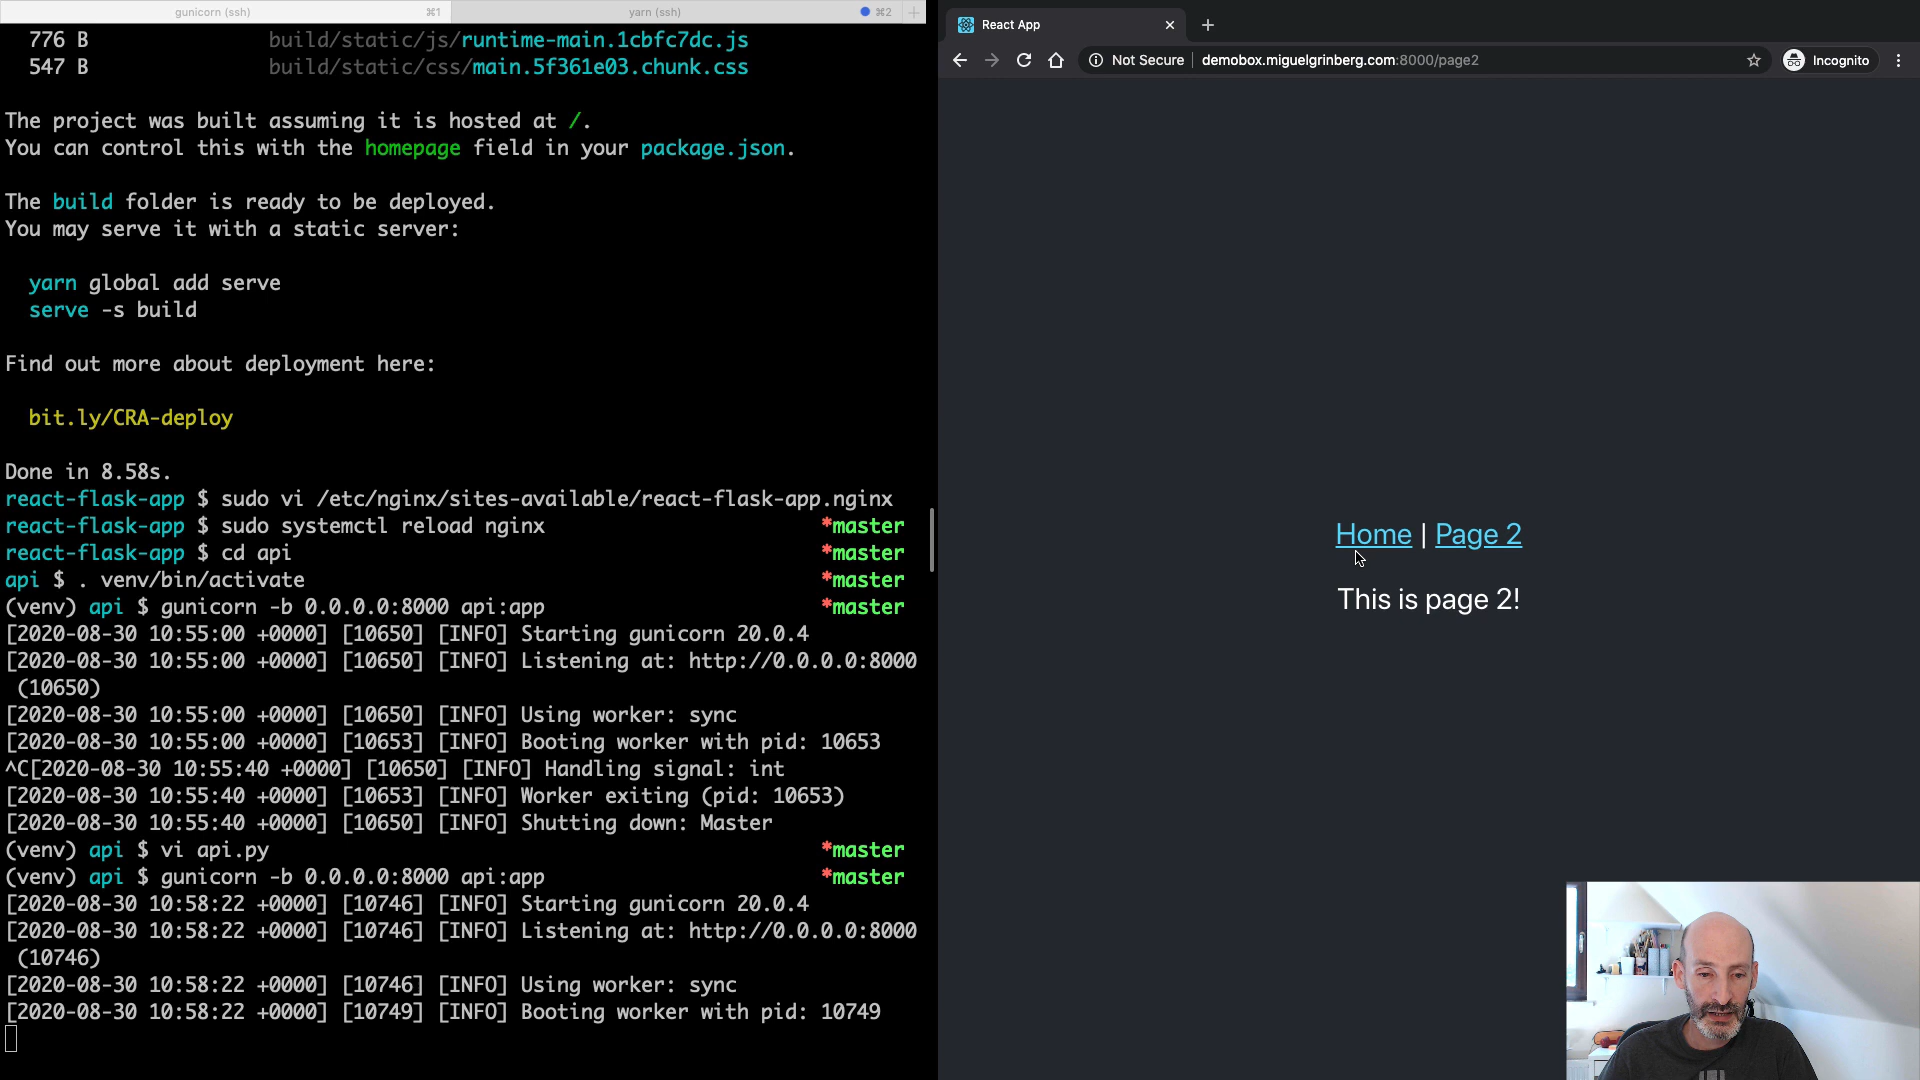 gunicorn (ssh) ⌘1 yarn (ssh) ⌘2 +
776 B build/static/js/runtime-main.1cbfc7dc.js
547 B build/static/css/main.5f361e03.chunk.css
The project was built assuming it is hosted at /.
You can control this with the homepage field in your package.json.
The build folder is ready to be deployed.
You may serve it with a static server:
yarn global add serve
serve -s build
Find out more about deployment here:
bit.ly/CRA-deploy
Done in 8.58s.
react-flask-app $ sudo vi /etc/nginx/sites-available/react-flask-app.nginx
react-flask-app $ sudo systemctl reload nginx *master
react-flask-app $ cd api *master
api $ . venv/bin/activate *master
(venv) api $ gunicorn -b 0.0.0.0:8000 api:app *master
[2020-08-30 10:55:00 +0000] [10650] [INFO] Starting gunicorn 20.0.4
[2020-08-30 10:55:00 +0000] [10650] [INFO] Listening at: http://0.0.0.0:8000
(10650)
[2020-08-30 10:55:00 +0000] [10650] [INFO] Using worker: sync
[2020-08-30 10:55:00 +0000] [10653] [INFO] Booting worker with pid: 10653
^C[2020-08-30 10:55:40 +0000] [10650] [INFO] Handling signal: int
[2020-08-30 10:55:40 +0000] [10653] [INFO] Worker exiting (pid: 10653)
[2020-08-30 10:55:40 +0000] [10650] [INFO] Shutting down: Master
(venv) api $ vi api.py *master
(venv) api $ gunicorn -b 0.0.0.0:8000 api:app *master
[2020-08-30 10:58:22 +0000] [10746] [INFO] Starting gunicorn 20.0.4
[2020-08-30 10:58:22 +0000] [10746] [INFO] Listening at: http://0.0.0.0:8000
(10746)
[2020-08-30 10:58:22 +0000] [10746] [INFO] Using worker: sync
[2020-08-30 10:58:22 +0000] [10749] [INFO] Booting worker with pid: 10749
React App
Not Secure | demobox.miguelgrinberg.com:8000/page2 Incognito
Home | Page 2
This is page 2!